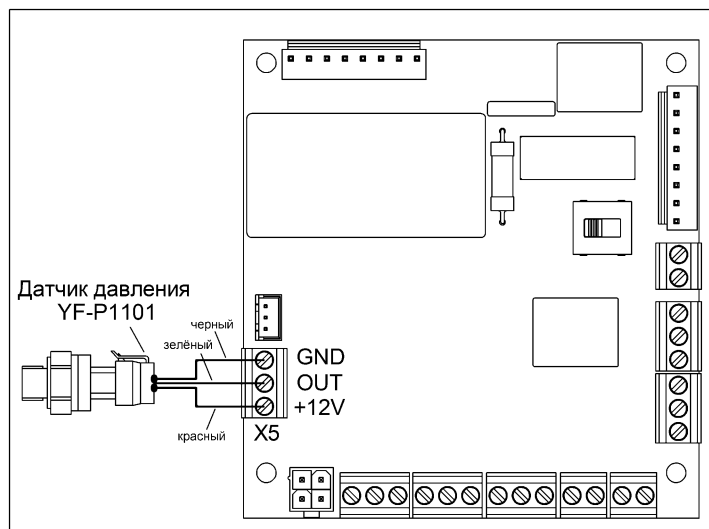 Датчик давления
YF-P1101
черный
зелёный
красный
GND
OUT
+12V
X5